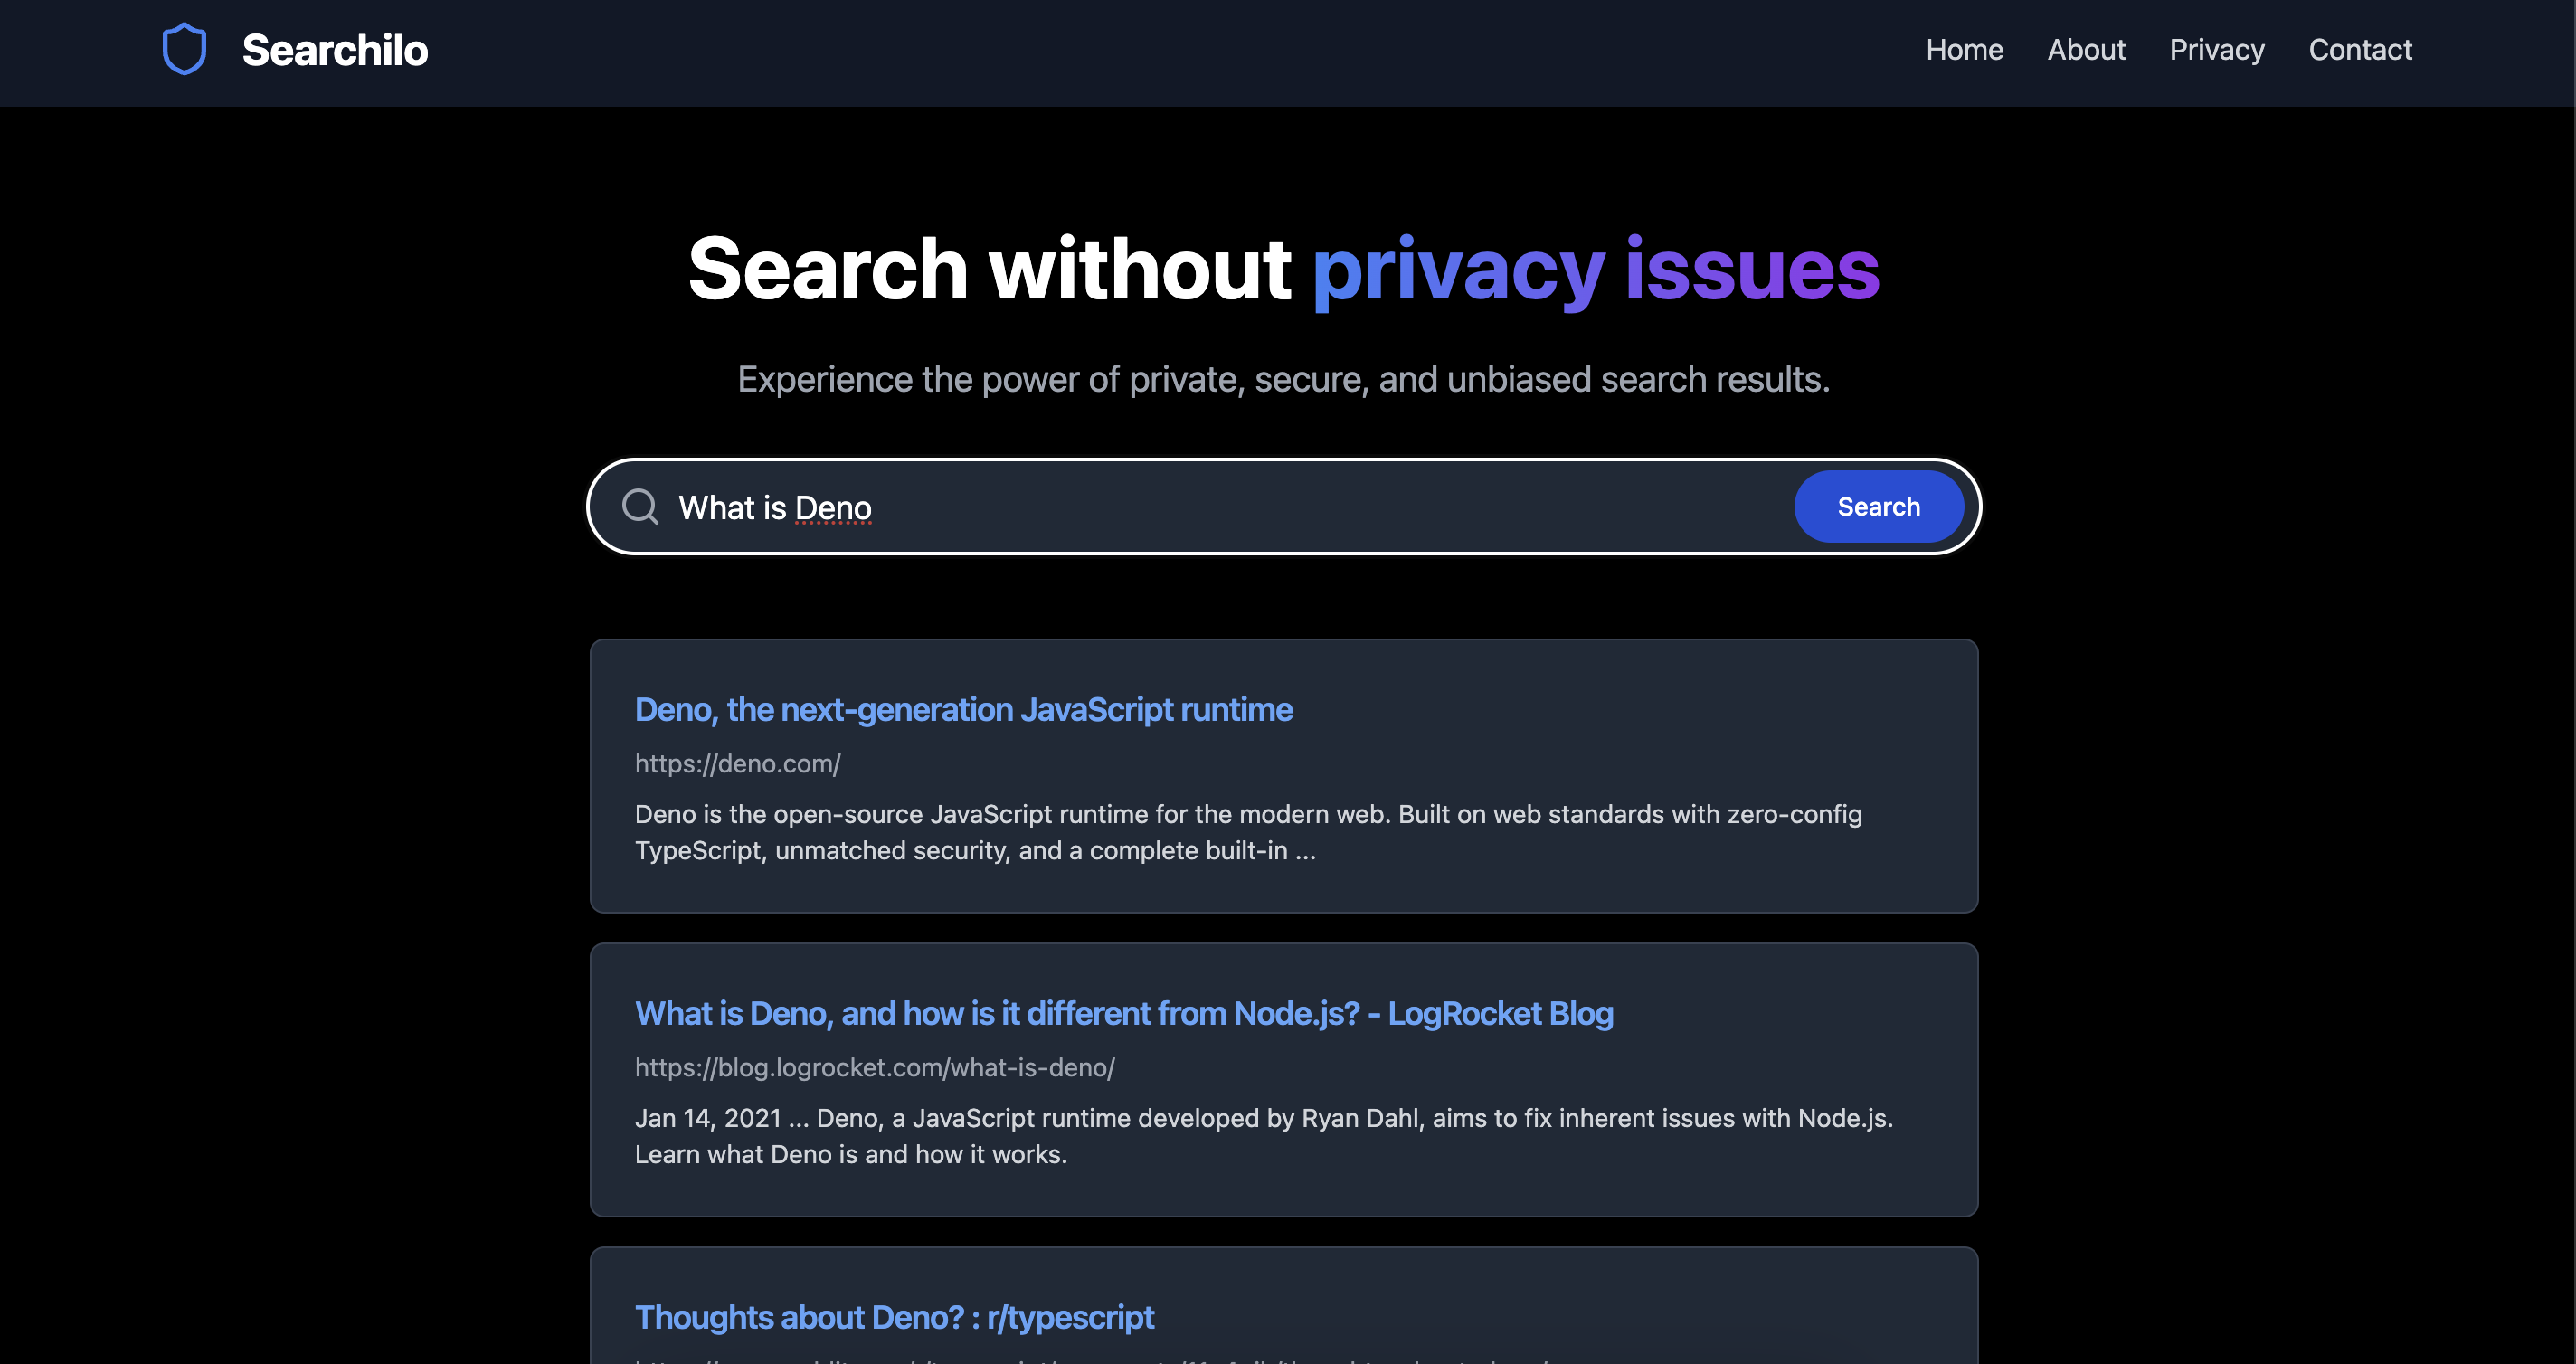 Searchilo
Home
About
Privacy
Contact
Search without privacy issues
Experience the power of private, secure, and unbiased search results.
What is Deno
Search
Deno, the next-generation JavaScript runtime
https://deno.com/
Deno is the open-source JavaScript runtime for the modern web. Built on web standards with zero-config
TypeScript, unmatched security, and a complete built-in ...
What is Deno, and how is it different from Node.js? - LogRocket Blog
https://blog.logrocket.com/what-is-deno/
Jan 14, 2021 ... Deno, a JavaScript runtime developed by Ryan Dahl, aims to fix inherent issues with Node.js.
Learn what Deno is and how it works.
Thoughts about Deno? : r/typescript